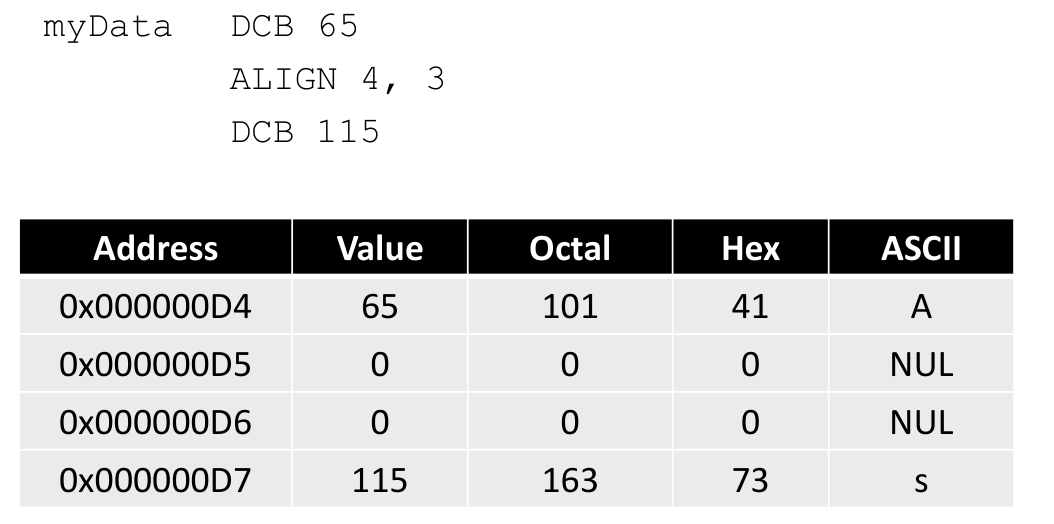 myData DCB 65
ALIGN 4, 3
DCB 115
Address Value Octal Hex ASCII
0x000000D4 65 101 41 A
0x000000D5 0 0 0 NUL
0x000000D6 0 0 0 NUL
0x000000D7 115 163 73 s